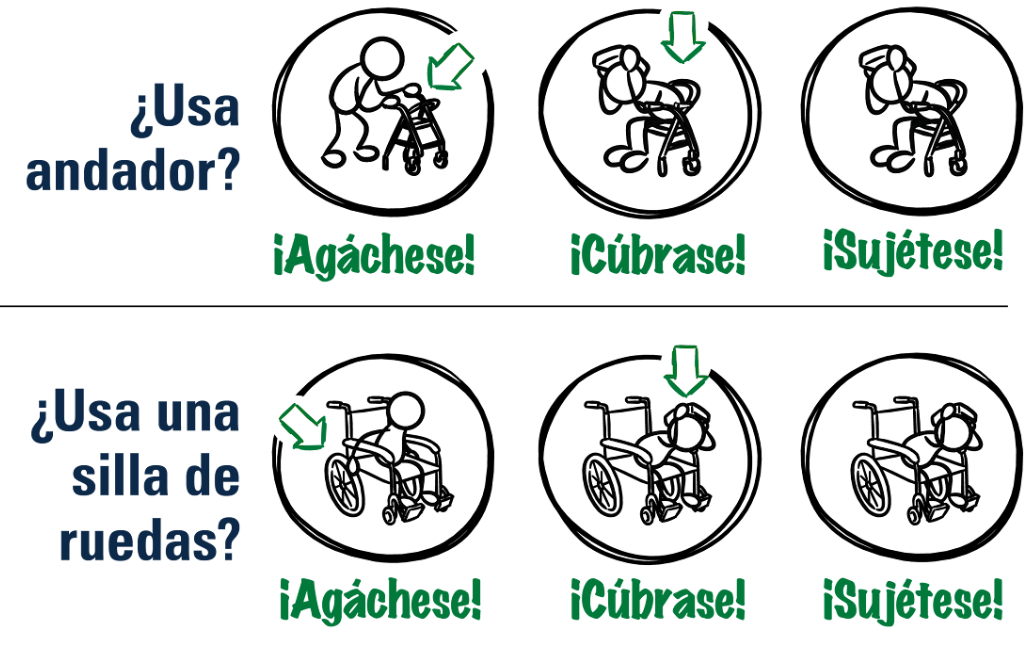 ¿Usa
andador?
¡Agáchese!
¡Cúbrase!
¡Sujétese!
¿Usa una
silla de
ruedas?
¡Agáchese!
¡Cúbrase!
¡Sujétese!